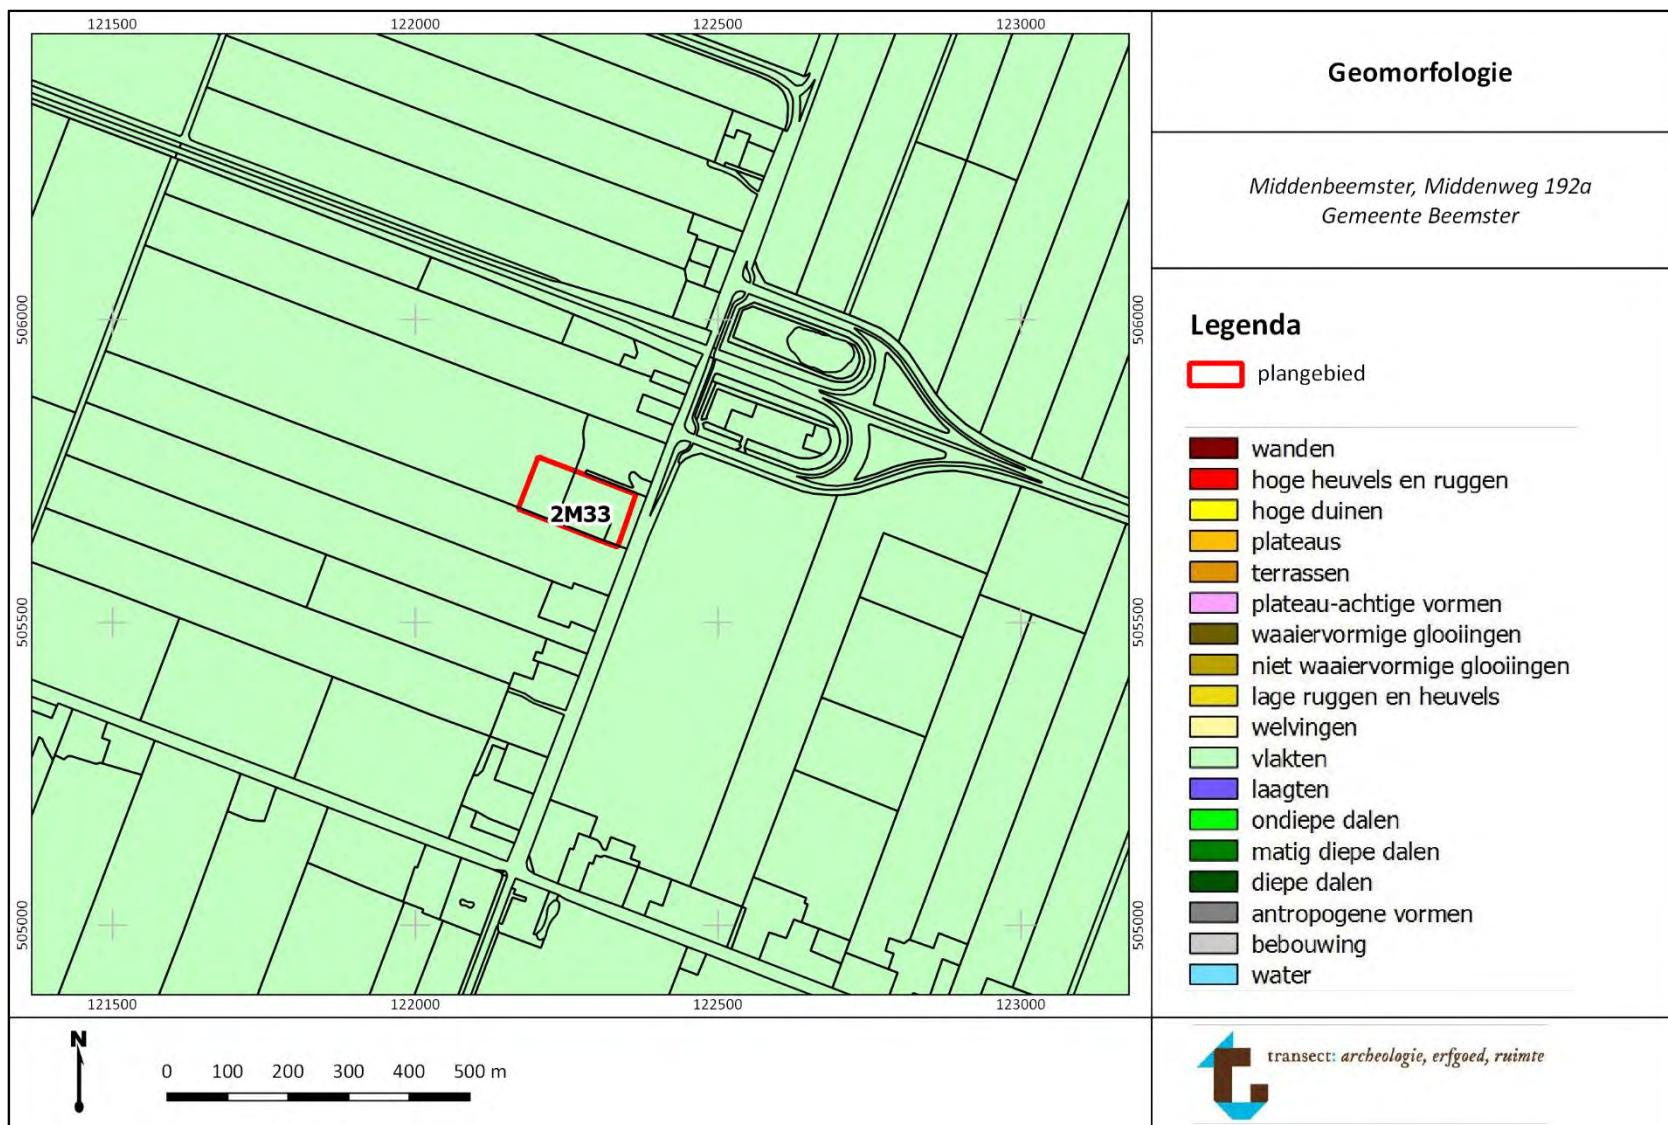 121500 122000 122500 123000
506000 506000
505500 505500
505000 505000
2M33
121500 122000 122500 123000
N
0 100 200 300 400 500 m
Geomorfologie
Middenbeemster, Middenweg 192a
Gemeente Beemster
Legenda
plangebied
wanden
hoge heuvels en ruggen
hoge duinen
plateaus
terrassen
plateau-achtige vormen
waaiervormige glooiingen
niet waaiervormige glooiingen
lage ruggen en heuvels
welvingen
vlakten
laagten
ondiepe dalen
matig diepe dalen
diepe dalen
antropogene vormen
bebouwing
water
transect: archeologie, erfgoed, ruimte